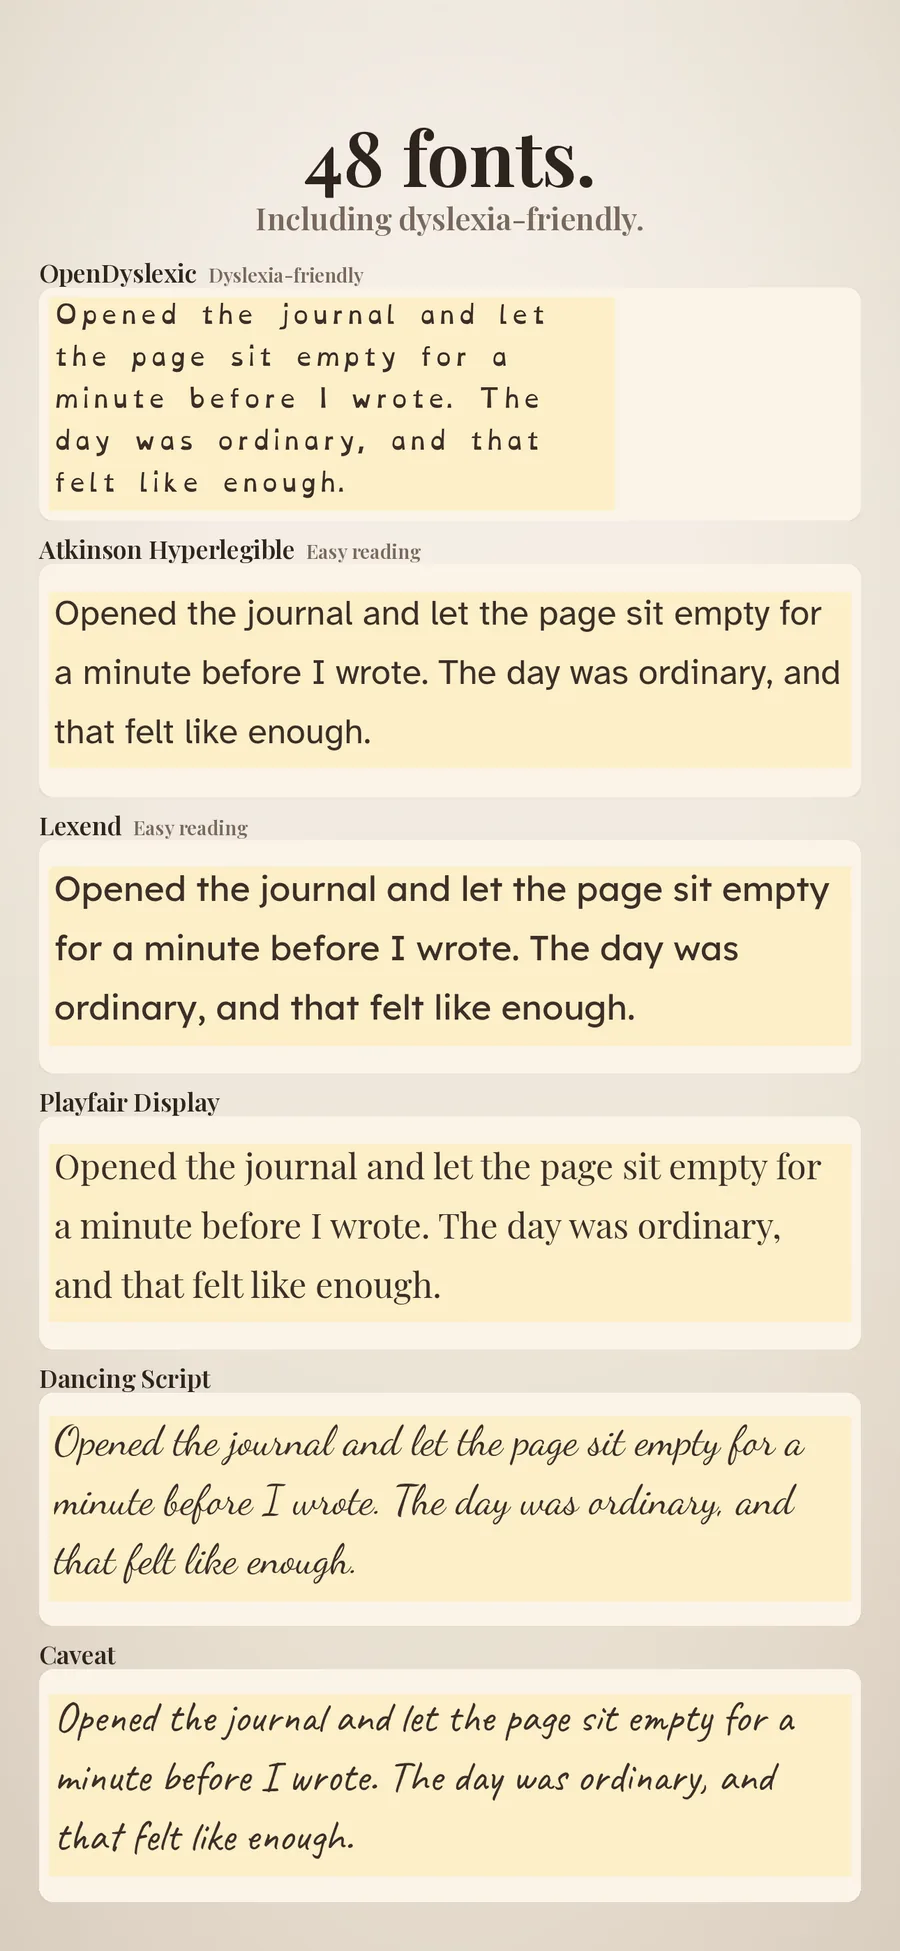 48 fonts.
Including dyslexia-friendly.
OpenDyslexic Dyslexia-friendly
Opened the journal and let
the page sit empty for a
minute before I wrote. The
day was ordinary, and that
felt like enough.
Atkinson Hyperlegible Easy reading
Opened the journal and let the page sit empty for
a minute before I wrote. The day was ordinary, and
that felt like enough.
Lexend Easy reading
Opened the journal and let the page sit empty
for a minute before I wrote. The day was
ordinary, and that felt like enough.
Playfair Display
Opened the journal and let the page sit empty for
a minute before I wrote. The day was ordinary,
and that felt like enough.
Dancing Script
Opened the journal and let the page sit empty for a
minute before I wrote. The day was ordinary, and
that felt like enough.
Caveat
Opened the journal and let the page sit empty for a
minute before I wrote. The day was ordinary, and
that felt like enough.